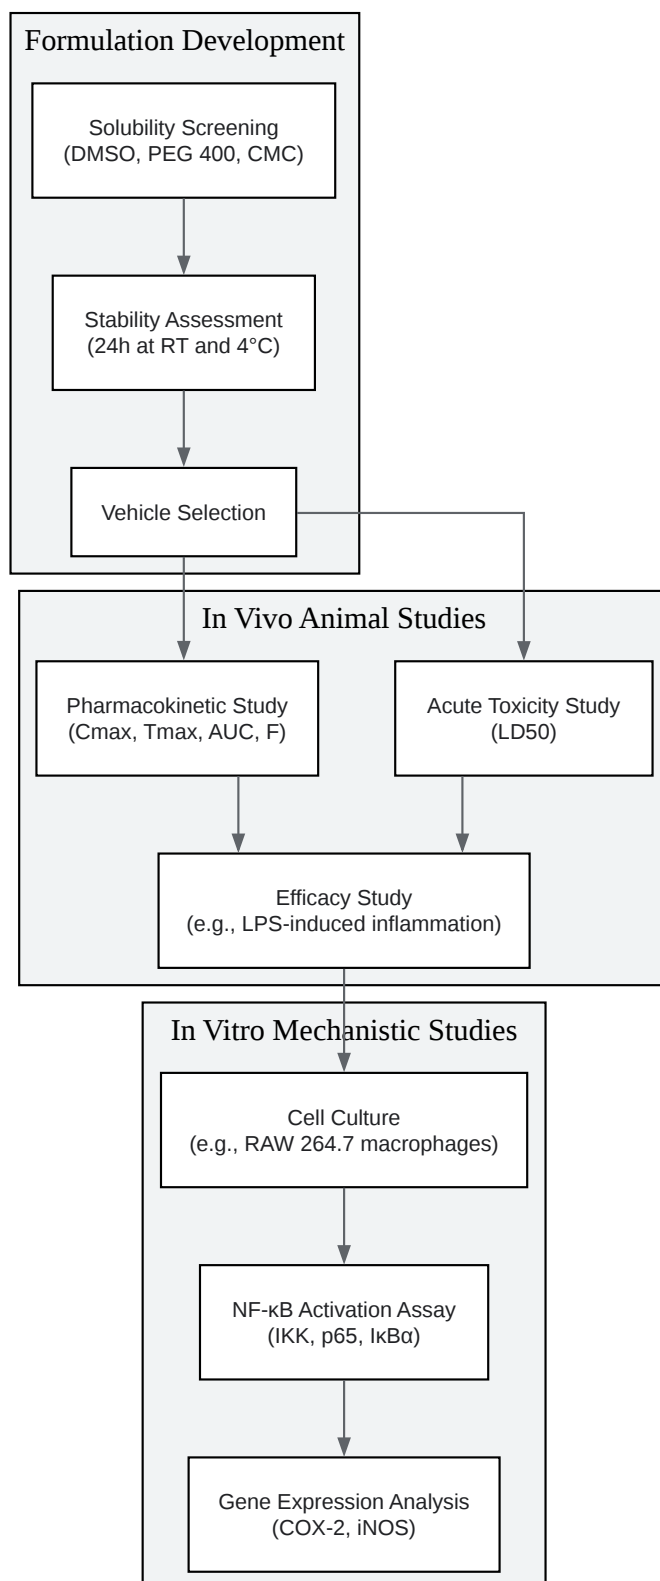 Formulation Development
Solubility Screening
(DMSO, PEG 400, CMC)
Stability Assessment
(24h at RT and 4°C)
Vehicle Selection
In Vivo Animal Studies
Pharmacokinetic Study
(Cmax, Tmax, AUC, F)
Acute Toxicity Study
(LD50)
Efficacy Study
(e.g., LPS-induced inflammation)
In Vitro Mechanistic Studies
Cell Culture
(e.g., RAW 264.7 macrophages)
NF-κB Activation Assay
(IKK, p65, IκBα)
Gene Expression Analysis
(COX-2, iNOS)